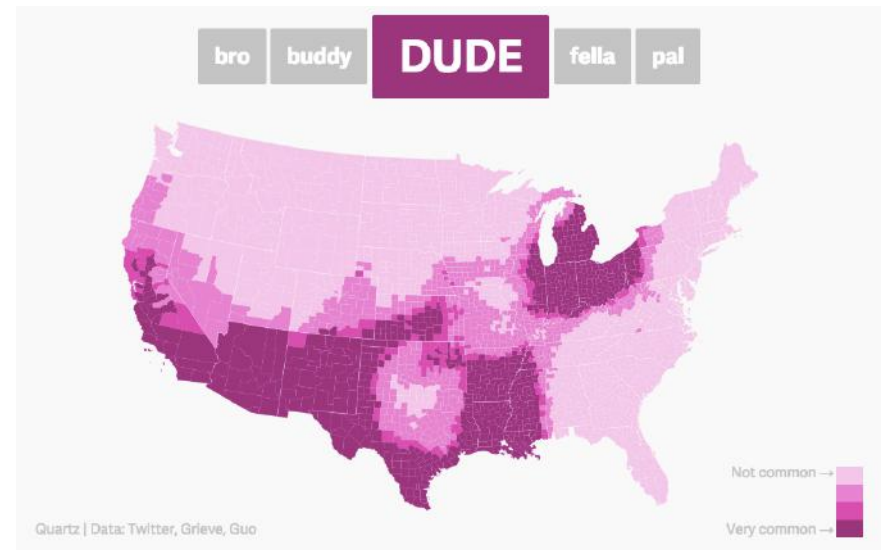 bro buddy DUDE fella pal
Not common →
Very common →
Quartz | Data: Twitter, Grieve, Guo